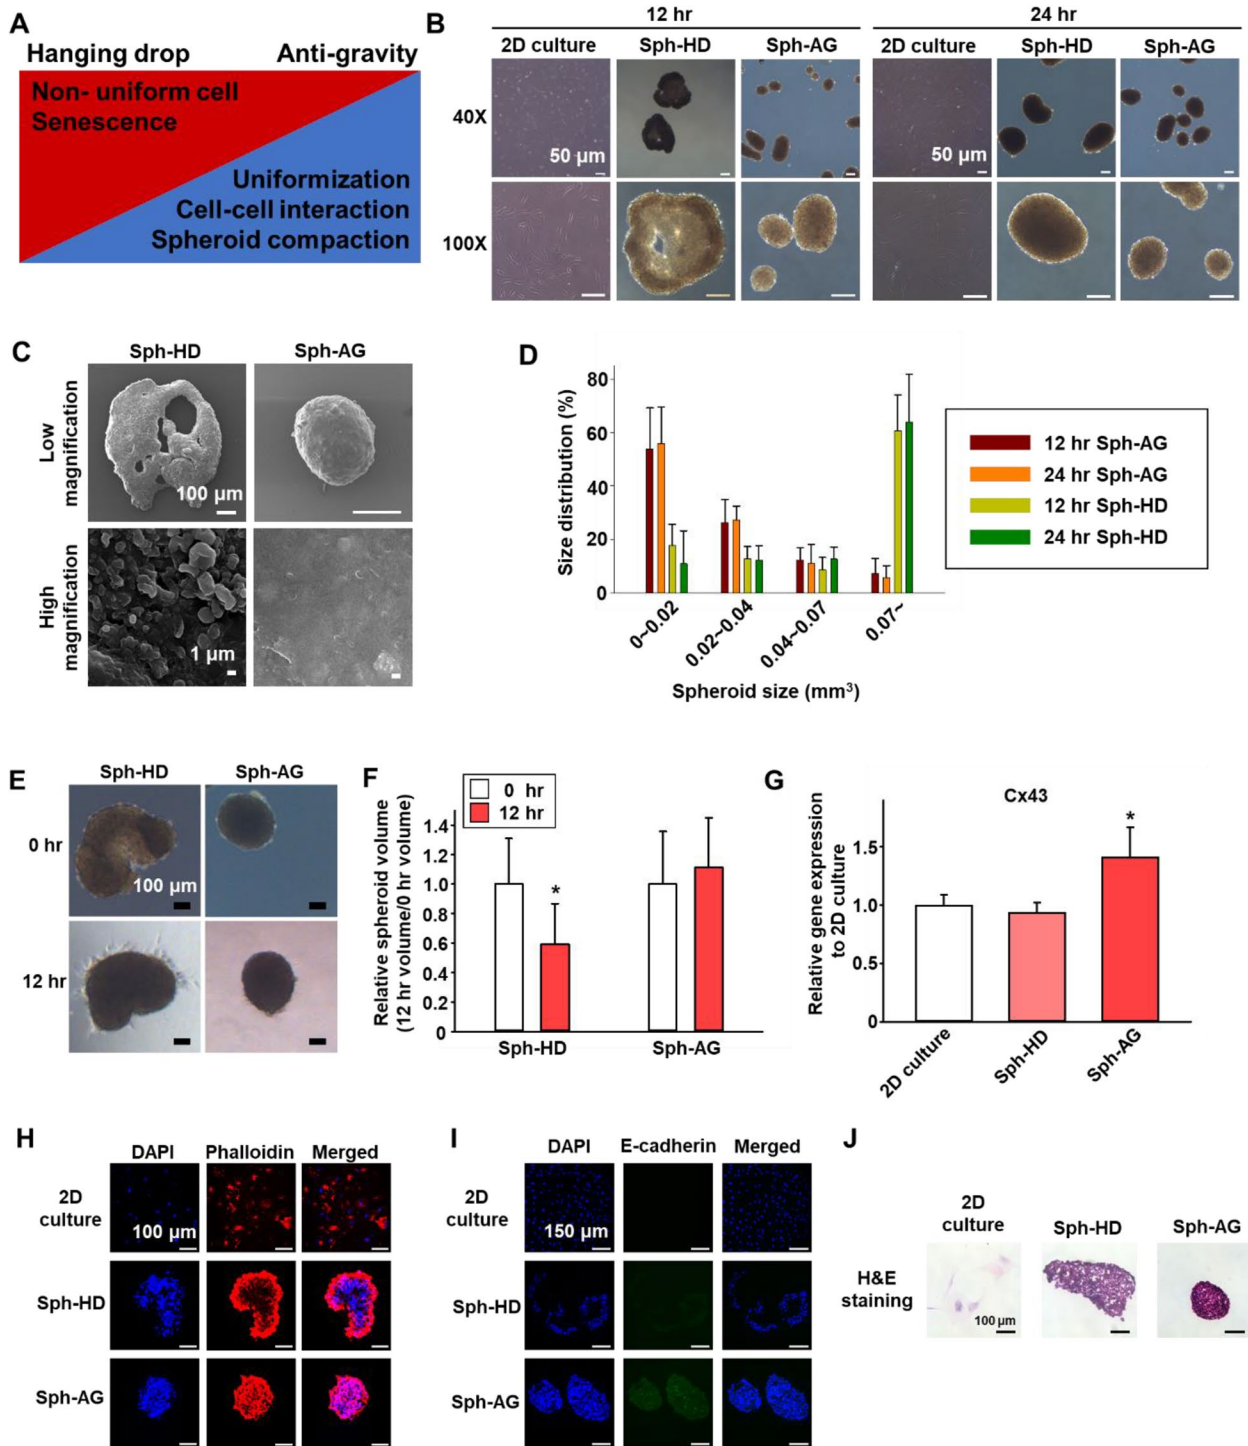 A
Hanging drop
Anti-gravity
Non- uniform cell
Senescence
Uniformization
Cell-cell interaction
Spheroid compaction
B
12 hr
24 hr
2D culture
Sph-HD
Sph-AG
2D culture
Sph-HD
Sph-AG
40X
50 µm
50 µm
100X
C
Sph-HD
Sph-AG
Low
magnification
100 µm
High
magnification
1 µm
D
Size distribution (%)
80
60
40
20
0
0~0.02
0.02~0.04
0.04~0.07
0.07~
Spheroid size (mm³)
12 hr Sph-AG
24 hr Sph-AG
12 hr Sph-HD
24 hr Sph-HD
E
Sph-HD
Sph-AG
0 hr
100 µm
12 hr
F
0 hr
12 hr
Relative spheroid volume
(12 hr volume/0 hr volume)
1.4
1.2
1.0
0.8
0.6
0.4
0.2
0
*
Sph-HD
Sph-AG
G
Cx43
Relative gene expression
to 2D culture
1.5
1.0
0.5
0
*
2D culture
Sph-HD
Sph-AG
H
DAPI
Phalloidin
Merged
2D
culture
100 µm
Sph-HD
Sph-AG
I
DAPI
E-cadherin
Merged
2D
culture
150 µm
Sph-HD
Sph-AG
J
2D
culture
Sph-HD
Sph-AG
H&E
staining
100 µm